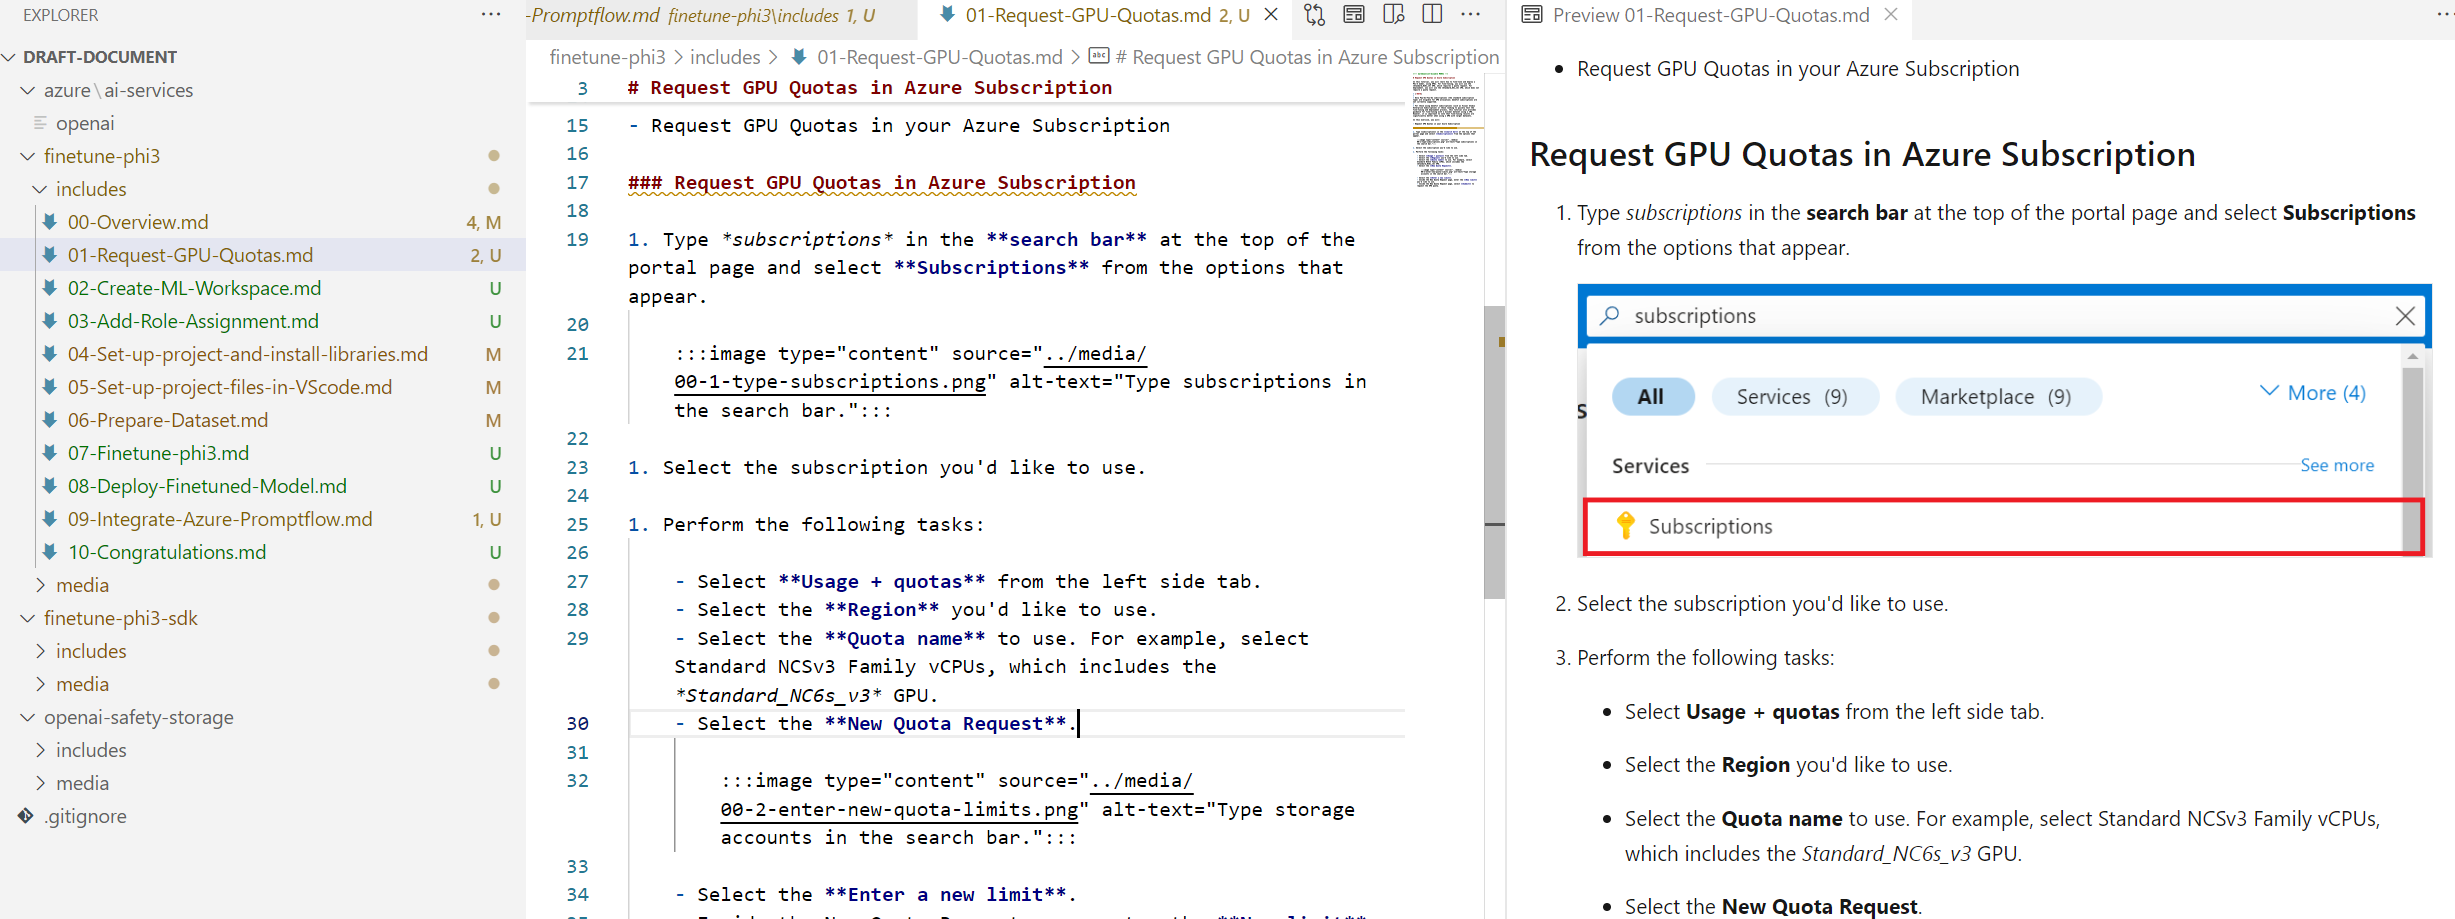 EXPLORER
DRAFT-DOCUMENT
azure\ai-services
openai
finetune-phi3
includes
00-Overview.md 4, M
01-Request-GPU-Quotas.md 2, U
02-Create-ML-Workspace.md U
03-Add-Role-Assignment.md U
04-Set-up-project-and-install-libraries.md M
05-Set-up-project-files-in-VScode.md M
06-Prepare-Dataset.md M
07-Finetune-phi3.md U
08-Deploy-Finetuned-Model.md U
09-Integrate-Azure-Promptflow.md 1, U
10-Congratulations.md U
media
finetune-phi3-sdk
includes
media
openai-safety-storage
includes
media
.gitignore
-Promptflow.md finetune-phi3\includes 1, U
01-Request-GPU-Quotas.md 2, U
finetune-phi3 > includes > 01-Request-GPU-Quotas.md > abc # Request GPU Quotas in Azure Subscription
3 # Request GPU Quotas in Azure Subscription
15 - Request GPU Quotas in your Azure Subscription
16
17 ### Request GPU Quotas in Azure Subscription
18
19 1. Type *subscriptions* in the **search bar** at the top of the
portal page and select **Subscriptions** from the options that
appear.
20
21 :::image type="content" source="../media/
00-1-type-subscriptions.png" alt-text="Type subscriptions in
the search bar.":::
22
23 1. Select the subscription you'd like to use.
24
25 1. Perform the following tasks:
26
27 - Select **Usage + quotas** from the left side tab.
28 - Select the **Region** you'd like to use.
29 - Select the **Quota name** to use. For example, select
Standard NCSv3 Family vCPUs, which includes the
*Standard_NC6s_v3* GPU.
30 - Select the **New Quota Request**.
31
32 :::image type="content" source="../media/
00-2-enter-new-quota-limits.png" alt-text="Type storage
accounts in the search bar.":::
33
34 - Select the **Enter a new limit**.
Preview 01-Request-GPU-Quotas.md
• Request GPU Quotas in your Azure Subscription
Request GPU Quotas in Azure Subscription
1. Type subscriptions in the search bar at the top of the portal page and select Subscriptions
from the options that appear.
subscriptions
All Services (9) Marketplace (9) More (4)
Services See more
Subscriptions
2. Select the subscription you'd like to use.
3. Perform the following tasks:
• Select Usage + quotas from the left side tab.
• Select the Region you'd like to use.
• Select the Quota name to use. For example, select Standard NCSv3 Family vCPUs,
which includes the Standard_NC6s_v3 GPU.
• Select the New Quota Request.